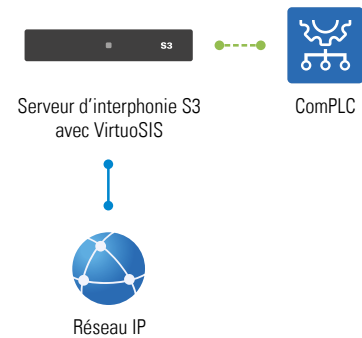 S3
Serveur d'interphonie S3
avec VirtuoSIS
ComPLC
Réseau IP